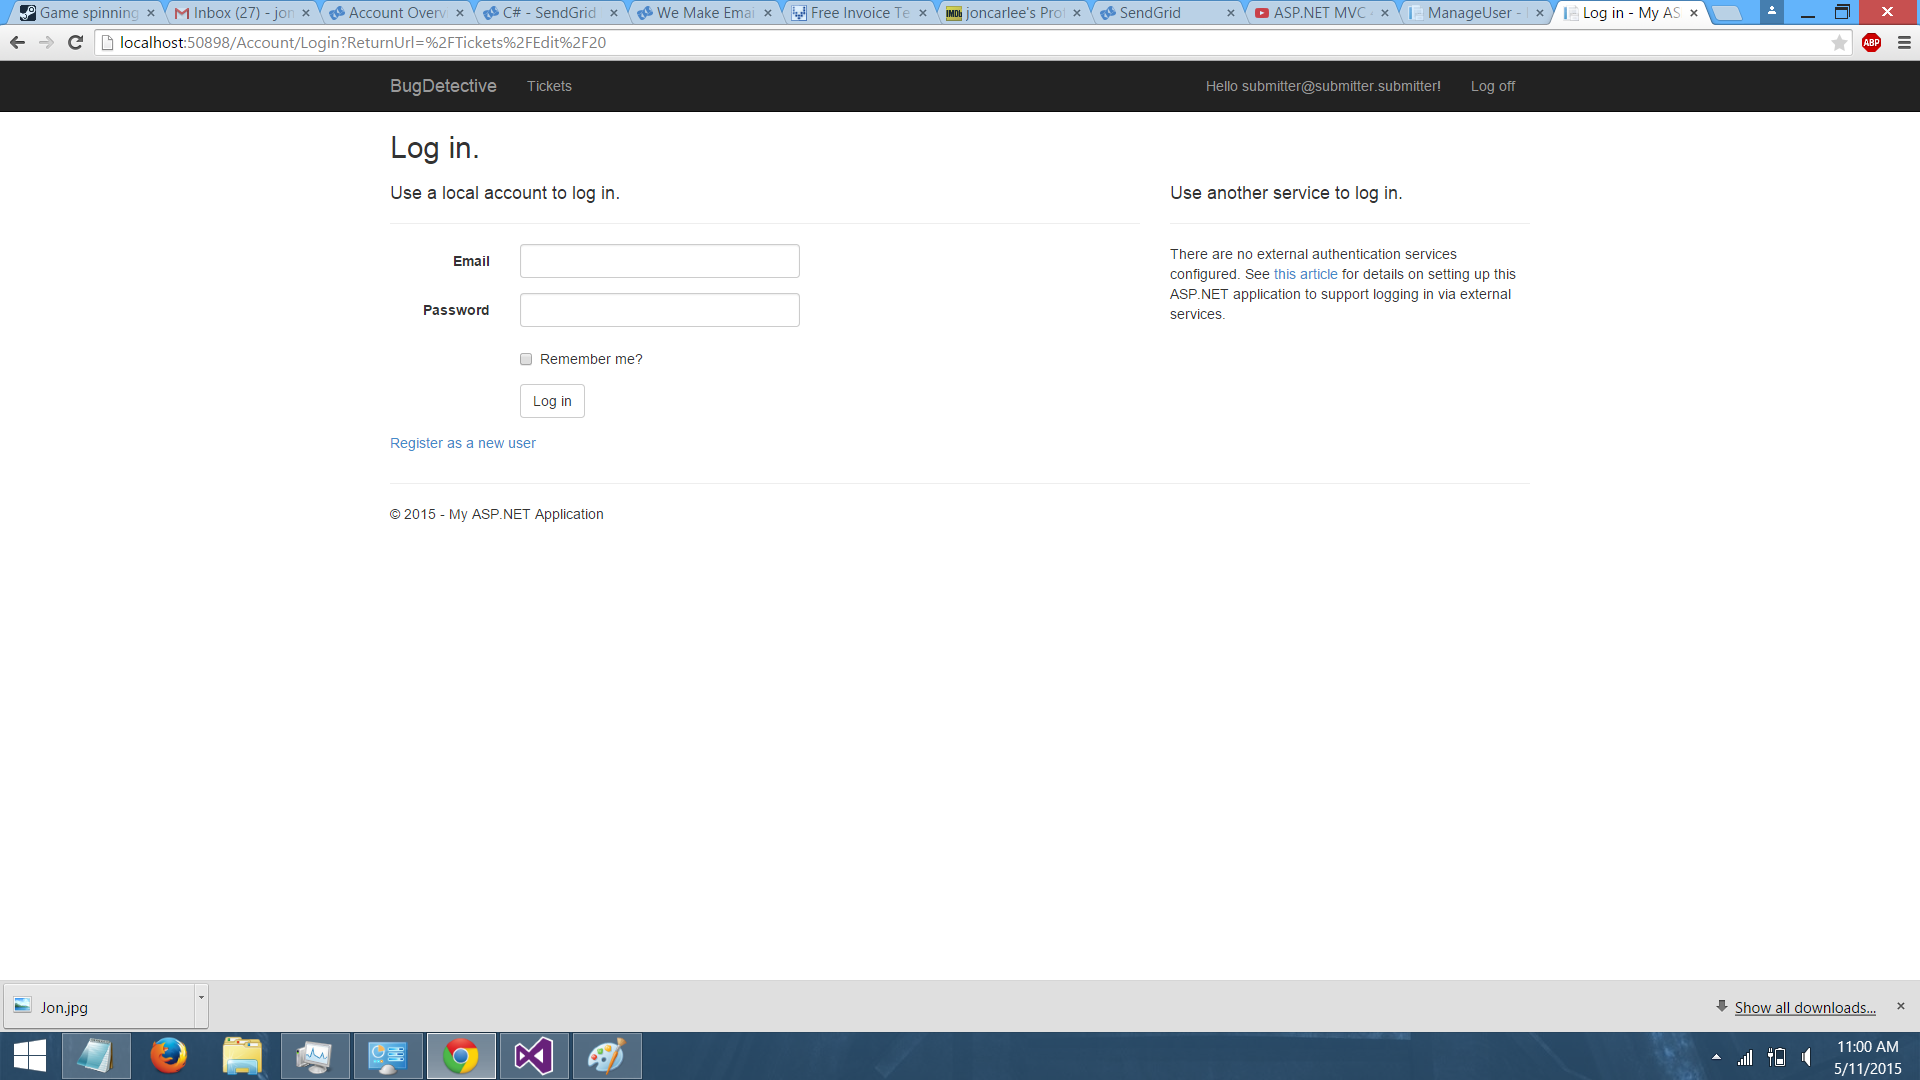 Game spinning
Inbox (27) - jon
Account Overv
C# - SendGrid
We Make Emai
Free Invoice Te
IMDb joncarlee's Prof
SendGrid
ASP.NET MVC
ManageUser -
Log in - My AS
localhost:50898/Account/Login?ReturnUrl=%2FTickets%2FEdit%2F20
ABP
BugDetective Tickets Hello submitter@submitter.submitter! Log off
Log in.
Use a local account to log in.
Email
Password
Remember me?
Log in
Register as a new user
Use another service to log in.
There are no external authentication services
configured. See this article for details on setting up this
ASP.NET application to support logging in via external
services.
© 2015 - My ASP.NET Application
Jon.jpg
Show all downloads...
11:00 AM
5/11/2015